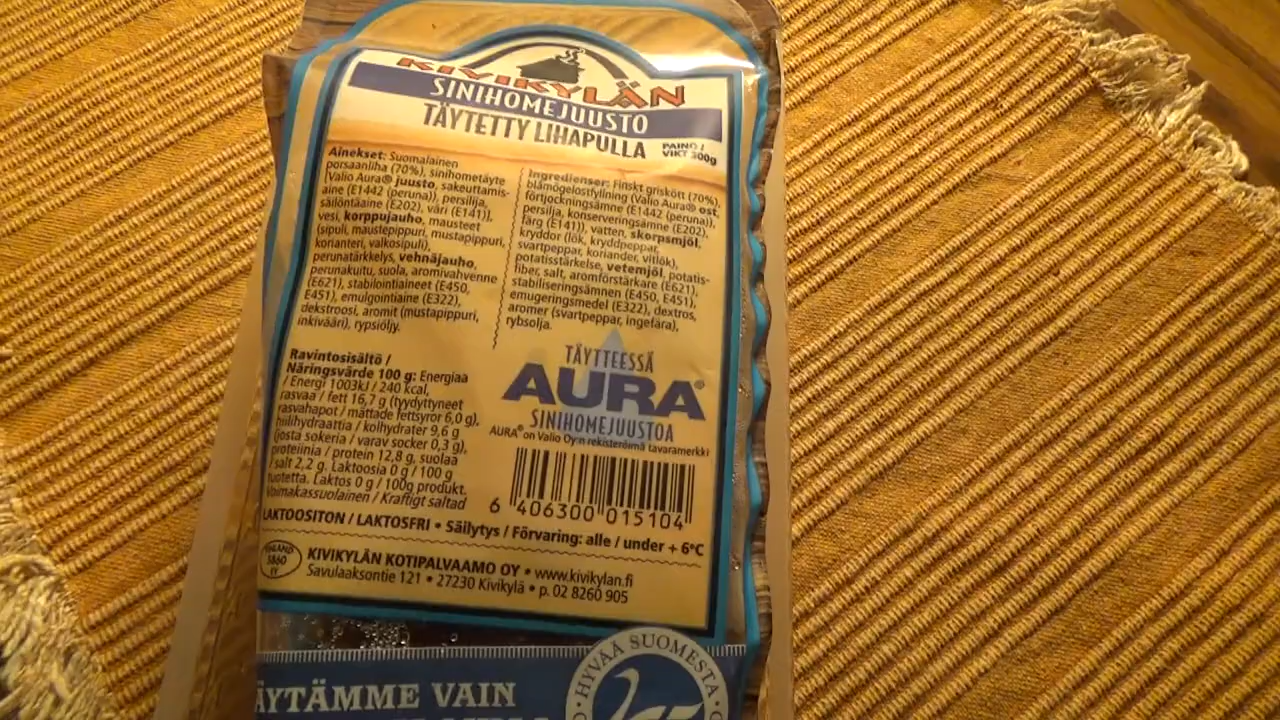 KIVIKYLÄN
SINIHOMEJUUSTO
TÄYTETTY LIHAPULLA
PAINO /
VIKT 300g
Ainekset: Suomalainen
porsaanliha (70%), sinihometäyte
(Valio Aura® juusto, sakeuttamis-
aine (E1442 (peruna)), persilja,
säilöntäaine (E202), väri (E141)),
vesi, korppujauho, mausteet
(sipuli, maustepippuri, mustapippuri,
korianteri, valkosipuli),
perunatärkkelys, vehnäjauho,
perunakuitu, suola, aromivahvenne
(E621), stabilointiaineet (E450,
E451), emulgointiaine (E322),
dekstroosi, aromit (mustapippuri,
inkivääri), rypsiöljy.
Ingredienser: Finskt griskött (70%),
blåmögelostfyllning (Valio Aura® ost,
förtjockningsämne (E1442 (peruna)),
persilja, konserveringsämne (E202),
färg (E141)), vatten, skorpsmjöl,
kryddor (lök, kryddpeppar,
svartpeppar, koriander, vitlök),
potatisstärkelse, vetemjöl, potatis-
fiber, salt, aromförstärkare (E621),
stabiliseringsämnen (E450, E451),
emugeringsmedel (E322), dextros,
aromer (svartpeppar, ingefära),
rybsolja.
Ravintosisältö /
Näringsvärde 100 g: Energiaa
/ Energi 1003kJ / 240 kcal,
rasvaa / fett 16,7 g (tyydyttyneet
rasvahapot / mättade fettsyror 6,0 g),
hiilihydraattia / kolhydrater 9,6 g
(josta sokeria / varav socker 0,3 g),
proteiinia / protein 12,8 g, suolaa
/ salt 2,2 g. Laktoosia 0 g / 100 g
tuotetta. Laktos 0 g / 100g produkt.
Voimakassuolainen / Kraftigt saltad
TÄYTTEESSÄ
AURA®
SINIHOMEJUUSTOA
AURA® on Valio Oy:n rekisteröimä tavaramerkki
6 406300 015104
LAKTOOSITON / LAKTOSFRI • Säilytys / Förvaring: alle / under + 6°C
FINLAND
5860
EY
KIVIKYLÄN KOTIPALVAAMO OY • www.kivikylan.fi
Savulaaksontie 121 • 27230 Kivikylä • p. 02 8260 905
HYVÄÄ SUOMESTA
ÄYTÄMME VAIN